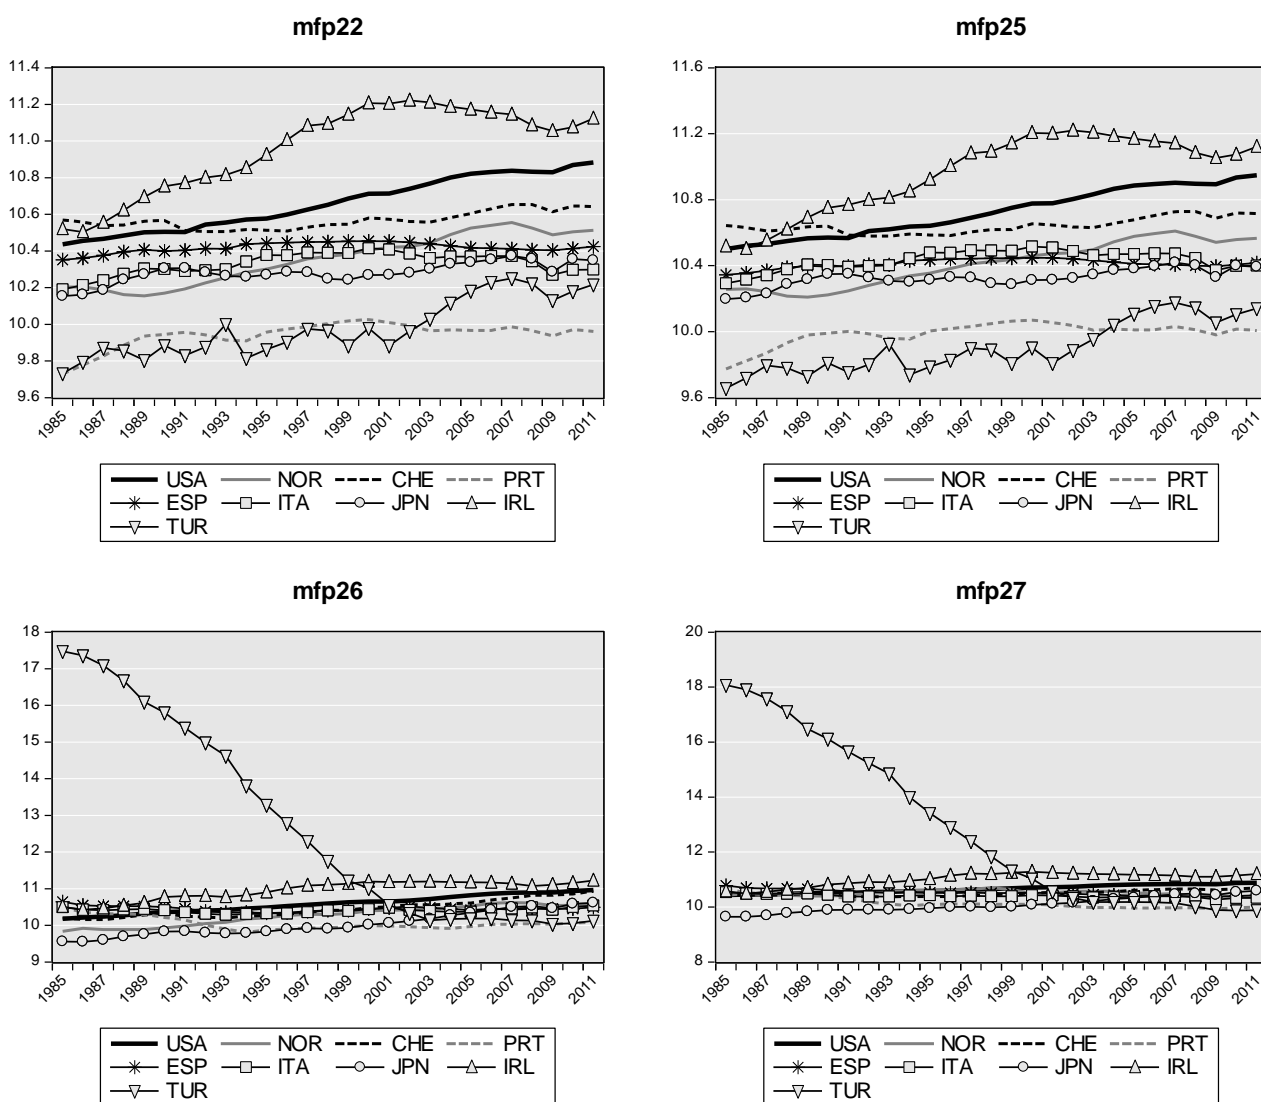 mfp22
11.4
11.2
11.0
10.8
10.6
10.4
10.2
10.0
9.8
9.6
1985 1987 1989 1991 1993 1995 1997 1999 2001 2003 2005 2007 2009 2011
USA NOR CHE PRT
ESP ITA JPN IRL
TUR
mfp25
11.6
11.2
10.8
10.4
10.0
9.6
1985 1987 1989 1991 1993 1995 1997 1999 2001 2003 2005 2007 2009 2011
USA NOR CHE PRT
ESP ITA JPN IRL
TUR
mfp26
18
17
16
15
14
13
12
11
10
9
1985 1987 1989 1991 1993 1995 1997 1999 2001 2003 2005 2007 2009 2011
USA NOR CHE PRT
ESP ITA JPN IRL
TUR
mfp27
20
18
16
14
12
10
8
1985 1987 1989 1991 1993 1995 1997 1999 2001 2003 2005 2007 2009 2011
USA NOR CHE PRT
ESP ITA JPN IRL
TUR